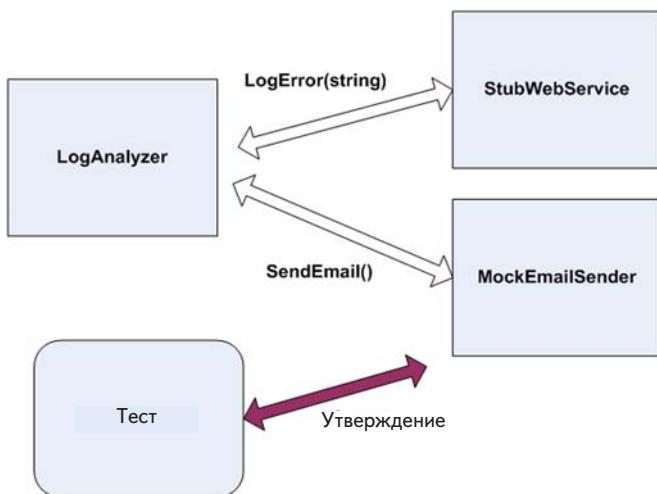 LogError(string)
StubWebService
LogAnalyzer
SendEmail()
MockEmailSender
Тест
Утверждение